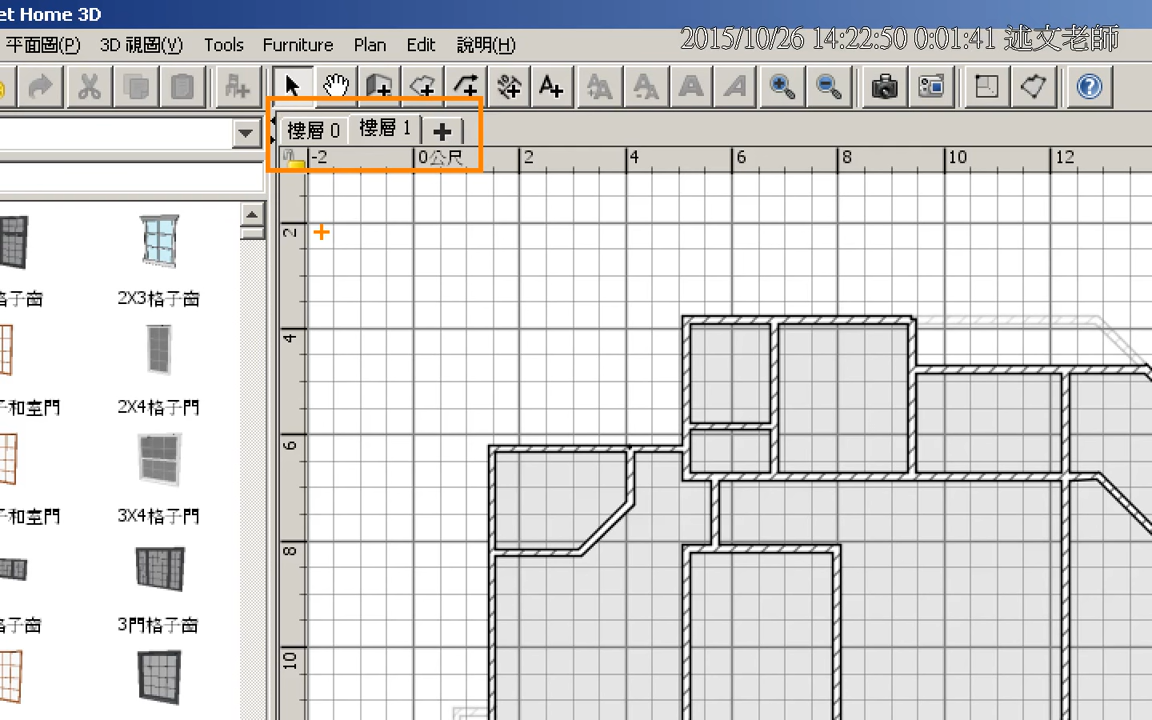 et Home 3D
平面圖(P) 3D 視圖(V) Tools Furniture Plan Edit 說明(H)
2015/10/26 14:22:50 0:01:41 述文老師
樓層 0 樓層 1
-2 0公尺 2 4 6 8 10 12
2
4
6
8
10
格子窗 2X3格子窗
子和室門 2X4格子門
子和室門 3X4格子門
格子窗 3門格子窗